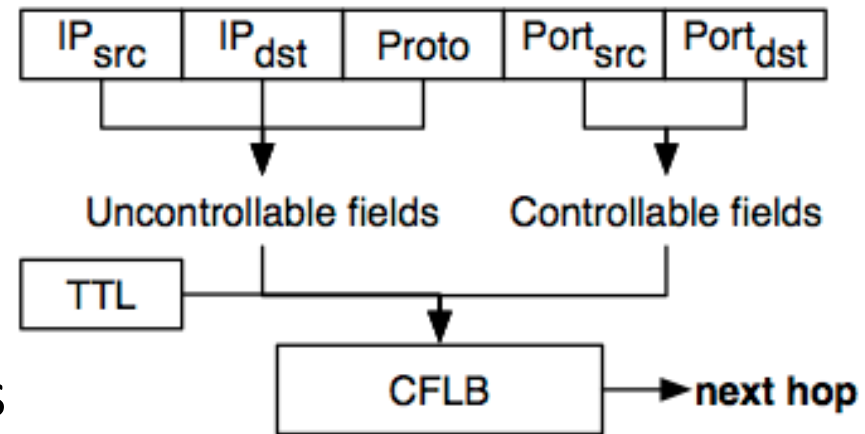 IPsrc IPdst Proto Portsrc Portdst
Uncontrollable fields Controllable fields
TTL
s CFLB next hop